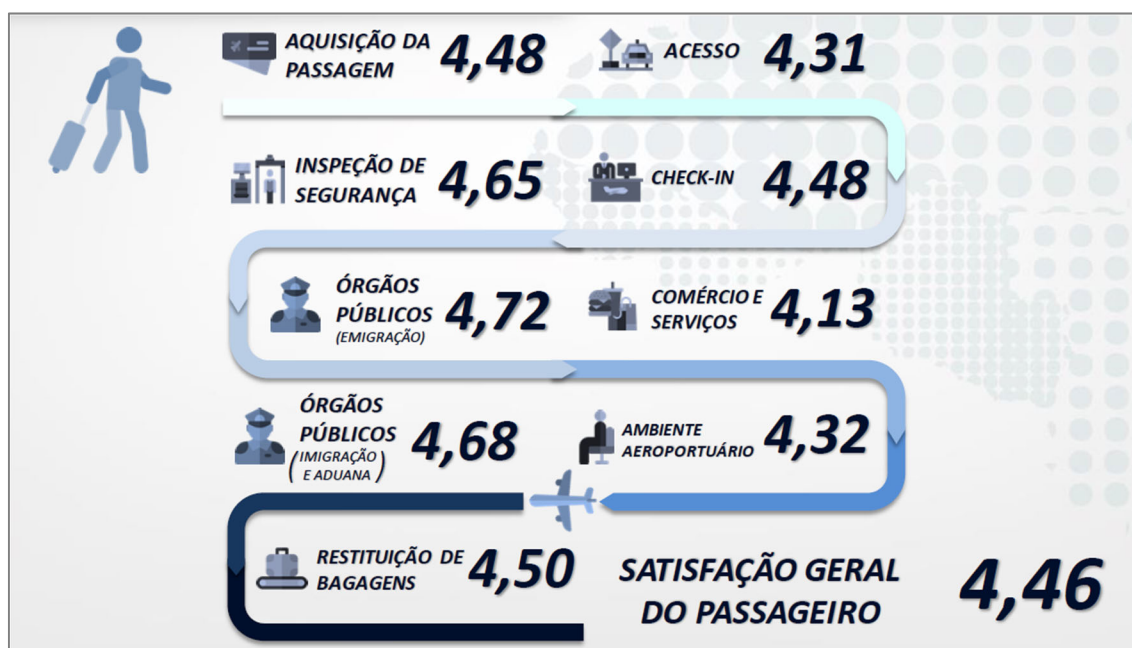 AQUISIÇÃO DA
PASSAGEM
4,48
ACESSO
4,31
INSPEÇÃO DE
SEGURANÇA
4,65
CHECK-IN
4,48
ÓRGÃOS
PÚBLICOS
(EMIGRAÇÃO)
4,72
COMÉRCIO E
SERVIÇOS
4,13
ÓRGÃOS
PÚBLICOS
(IMIGRAÇÃO
E ADUANA)
4,68
AMBIENTE
AEROPORTUÁRIO
4,32
RESTITUIÇÃO DE
BAGAGENS
4,50
SATISFAÇÃO GERAL
DO PASSAGEIRO
4,46